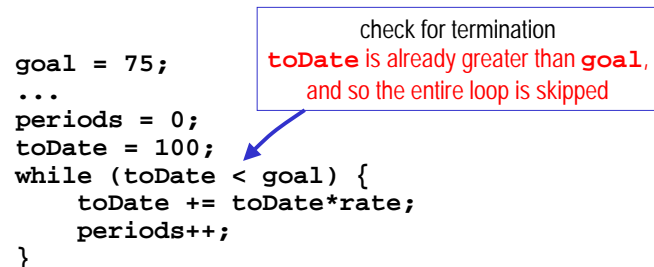 check for termination
toDate is already greater than goal,
and so the entire loop is skipped
goal = 75;
...
periods = 0;
toDate = 100;
while (toDate < goal) {
    toDate += toDate*rate;
    periods++;
}